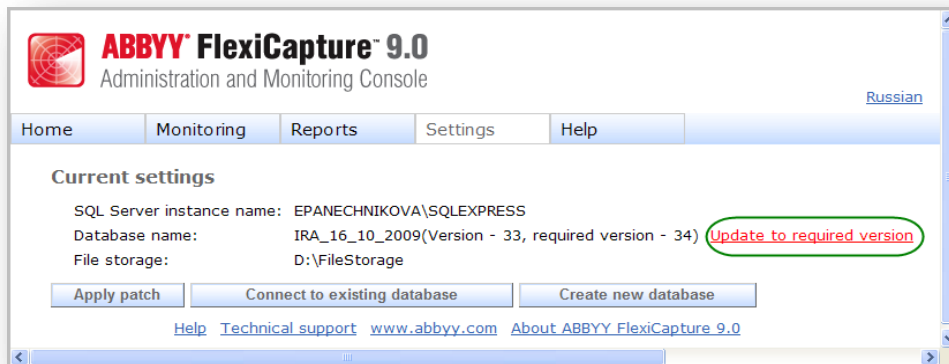 ABBYY® FlexiCapture™ 9.0
Administration and Monitoring Console
Russian
Home Monitoring Reports Settings Help
Current settings
SQL Server instance name: EPANECHNIKOVA\SQLEXPRESS
Database name: IRA_16_10_2009(Version - 33, required version - 34) Update to required version
File storage: D:\FileStorage
Apply patch Connect to existing database Create new database
Help Technical support www.abbyy.com About ABBYY FlexiCapture 9.0